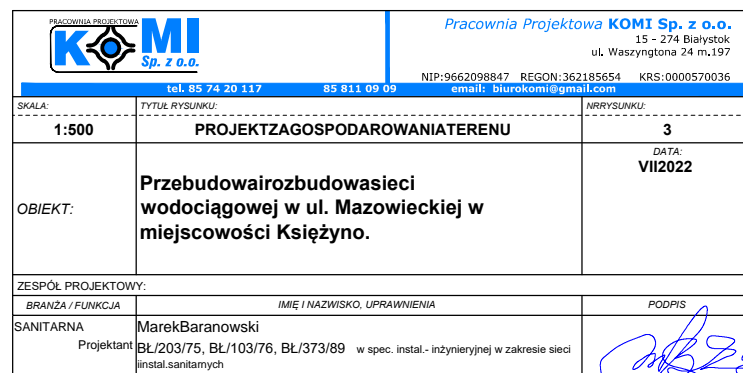 PRACOWNIA PROJEKTOWA
KOMI
Sp. z o.o.
Pracownia Projektowa KOMI Sp. z o.o.
15 - 274 Białystok
ul. Waszyngtona 24 m.197
NIP:9662098847 REGON:362185654 KRS:0000570036
tel. 85 74 20 117 85 811 09 09 email: biurokomi@gmail.com
SKALA: TYTUŁ RYSUNKU: NRRYSUNKU:
1:500 PROJEKTZAGOSPODAROWANIATERENU 3
DATA:
VII2022
OBIEKT:
Przebudowairozbudowasieci
wodociągowej w ul. Mazowieckiej w
miejscowości Księżyno.
ZESPÓŁ PROJEKTOWY:
BRANŻA / FUNKCJA IMIĘ I NAZWISKO, UPRAWNIENIA PODPIS
SANITARNA MarekBaranowski
Projektant BŁ/203/75, BŁ/103/76, BŁ/373/89 w spec. instal.- inżynieryjnej w zakresie sieci
iinstal.sanitarnych